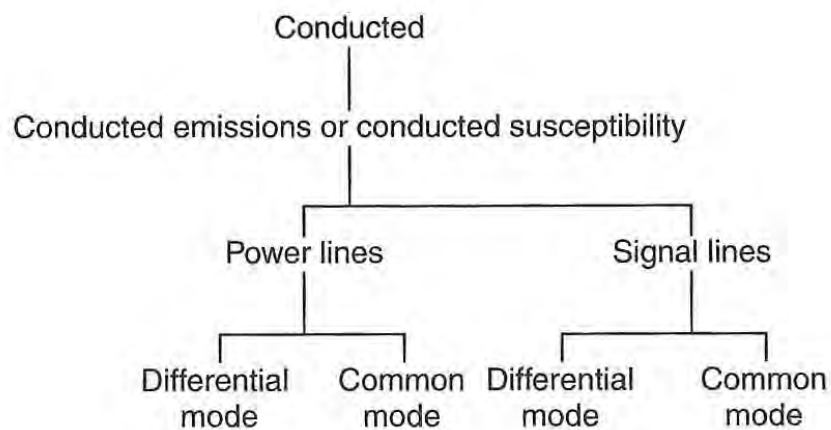 Conducted
Conducted emissions or conducted susceptibility
Power lines
Signal lines
Differential
mode
Common
mode
Differential
mode
Common
mode